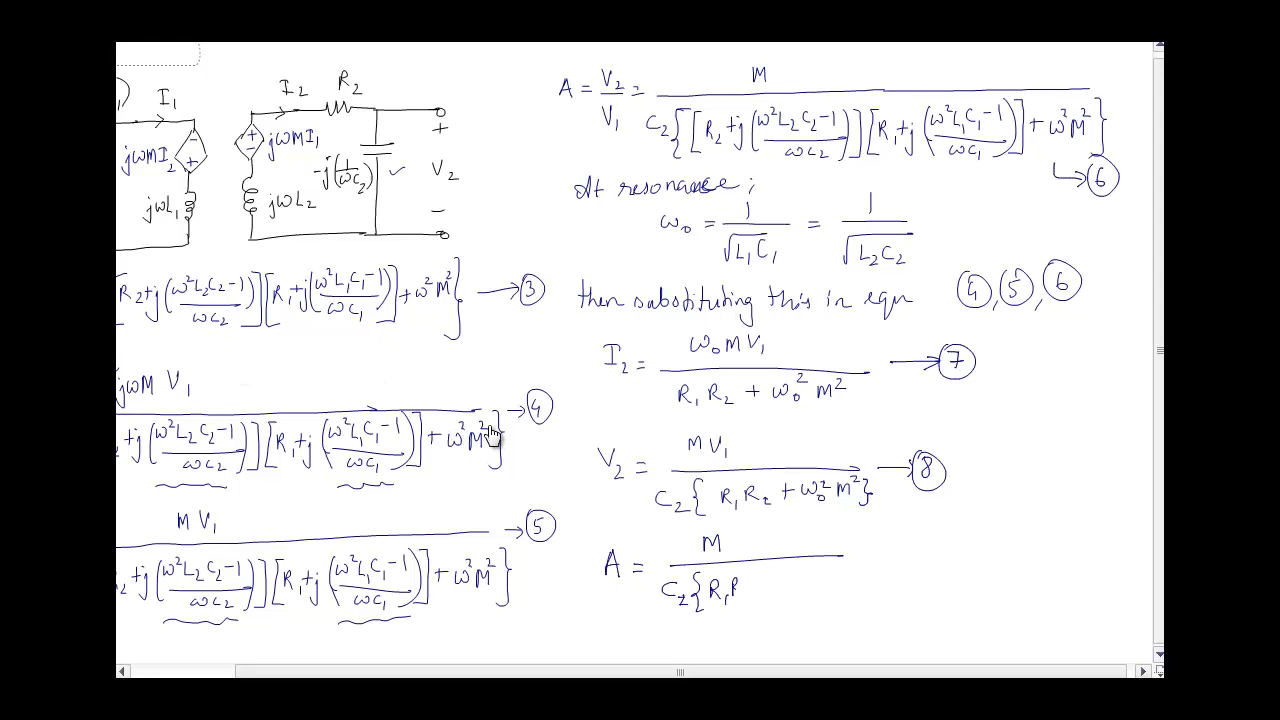 I₁
I₂
R₂
jωMI₂
jωMI₁
-j(1/ωC₂)
✓
+
V₂
−
jωL₁
jωL₂
R₂+j(ω²L₂C₂-1/ωC₂)][R₁+j(ω²L₁C₁-1/ωC₁)]+ω²M²} → ③
jωM V₁
+j(ω²L₂C₂-1/ωC₂)][R₁+j(ω²L₁C₁-1/ωC₁)]+ω²M²} → ④
M V₁
+j(ω²L₂C₂-1/ωC₂)][R₁+j(ω²L₁C₁-1/ωC₁)]+ω²M²} → ⑤
A = V₂/V₁ = M / C₂{[R₂+j(ω²L₂C₂-1/ωC₂)][R₁+j(ω²L₁C₁-1/ωC₁)]+ω²M²}
→ ⑥
At resonance ;
ω₀ = 1/√L₁C₁ = 1/√L₂C₂
then substituting this in eqn ④,⑤,⑥
I₂ = ω₀MV₁ / R₁R₂ + ω₀²M² → ⑦
V₂ = MV₁ / C₂{R₁R₂ + ω₀²M²} → ⑧
A = M / C₂{R₁